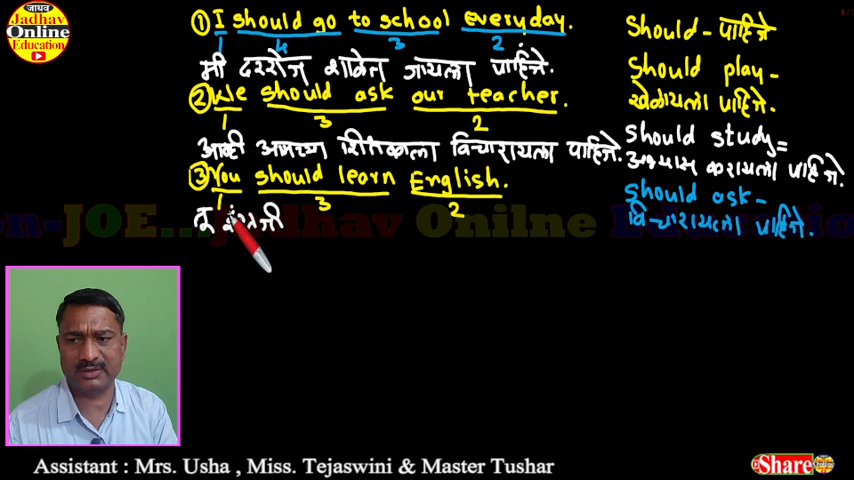 जाधव
Jadhav
Online
Education
① I should go to school everyday.
1 4 3 2
मी दररोज शाळेत जायला पाहिजे.
② We should ask our teacher.
1 3 2
आम्ही आमच्या शिक्षकाला विचारायला पाहिजे.
③ You should learn English.
1 3 2
तू इंग्रजी
Should - पाहिजे
Should play -
खेळायला पाहिजे.
Should study =
अभ्यास करायला पाहिजे.
Should ask -
विचारायला पाहिजे.
n-JOE.. Jadhav Online Educatio
Assistant : Mrs. Usha , Miss. Tejaswini & Master Tushar
Share